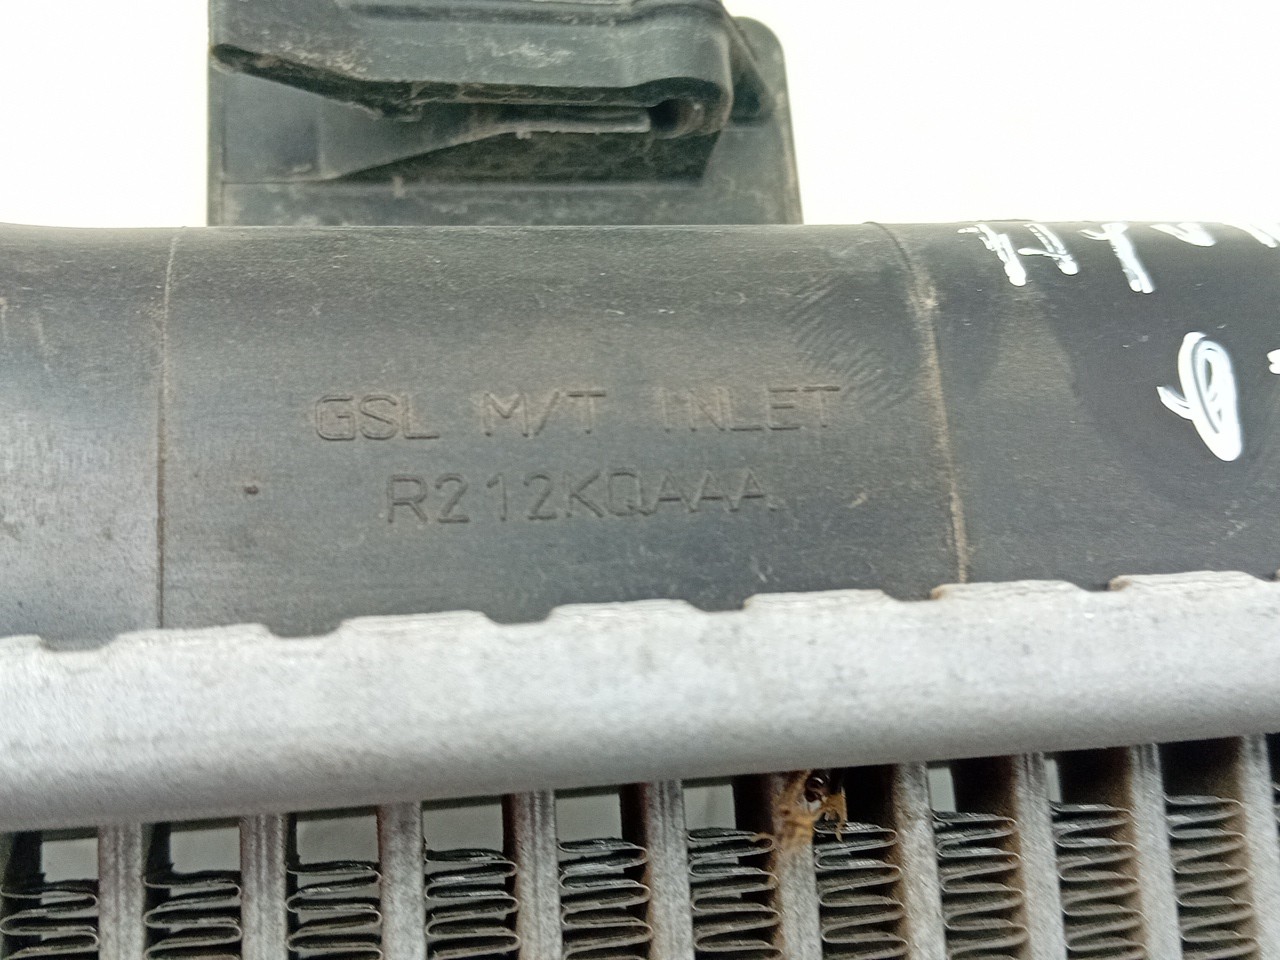 GSL M/T INLET
R212KQAAA